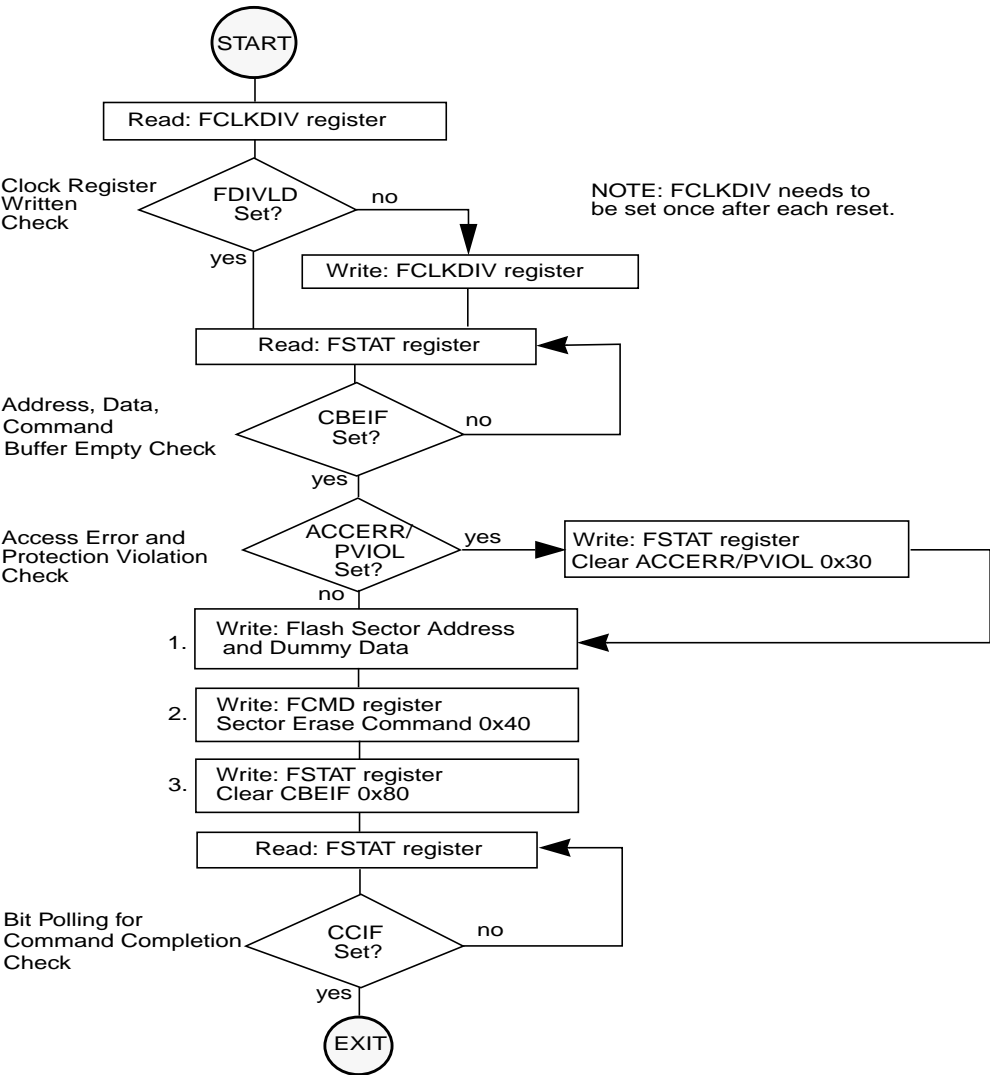 START
Read: FCLKDIV register
Clock Register
Written
Check
FDIVLD
Set?
no
yes
NOTE: FCLKDIV needs to
be set once after each reset.
Write: FCLKDIV register
Read: FSTAT register
Address, Data,
Command
Buffer Empty Check
CBEIF
Set?
no
yes
Access Error and
Protection Violation
Check
ACCERR/
PVIOL
Set?
yes
no
Write: FSTAT register
Clear ACCERR/PVIOL 0x30
1.
Write: Flash Sector Address
and Dummy Data
2.
Write: FCMD register
Sector Erase Command 0x40
3.
Write: FSTAT register
Clear CBEIF 0x80
Read: FSTAT register
Bit Polling for
Command Completion
Check
CCIF
Set?
no
yes
EXIT